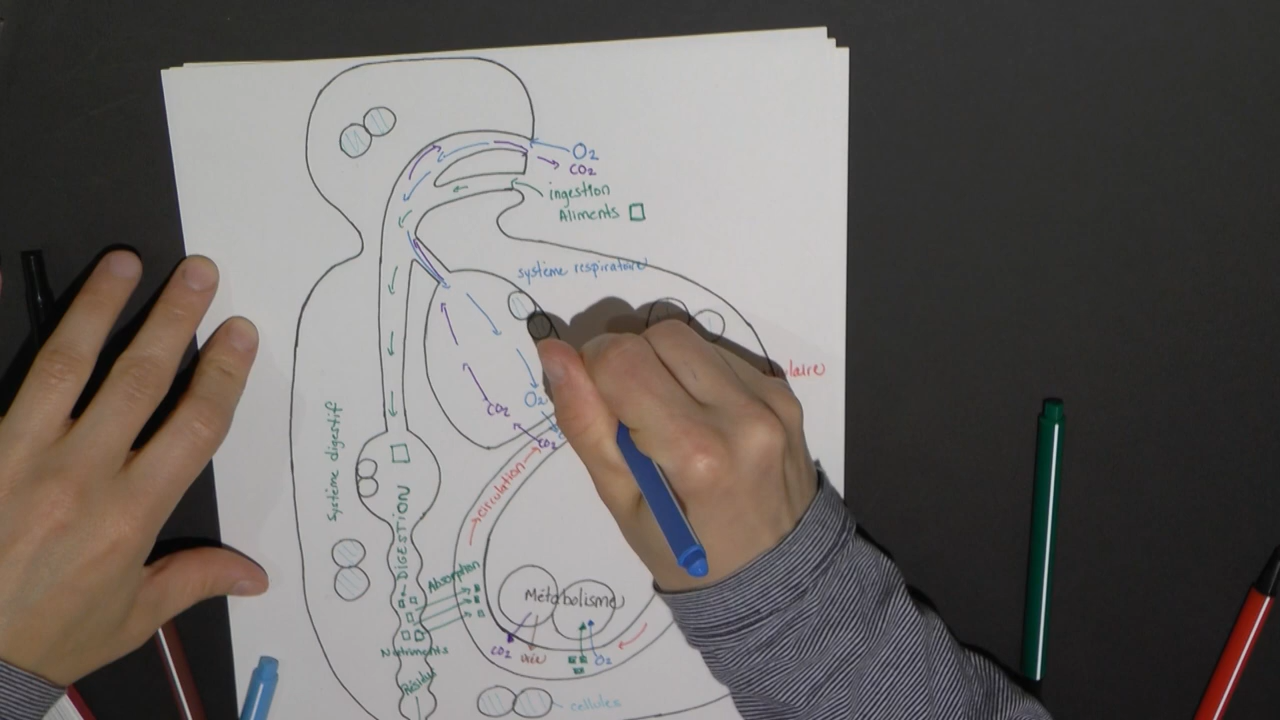 O2
CO2
ingestion
Aliments
système respiratoire
laire
CO2
O2
CO2
système digestif
circulation
DIGESTION
Absorption
Métabolisme
Nutriments
CO2
urée
O2
Résidu
cellules